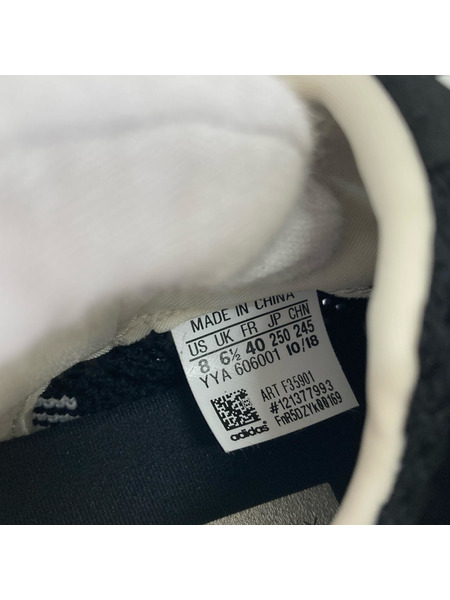 MADE IN CHINA
US UK FR JP CHN
8 6½ 40 250 245
YYA 606001 10/18
ART F35901
#121377993
FnR5DZYk00169
adidas